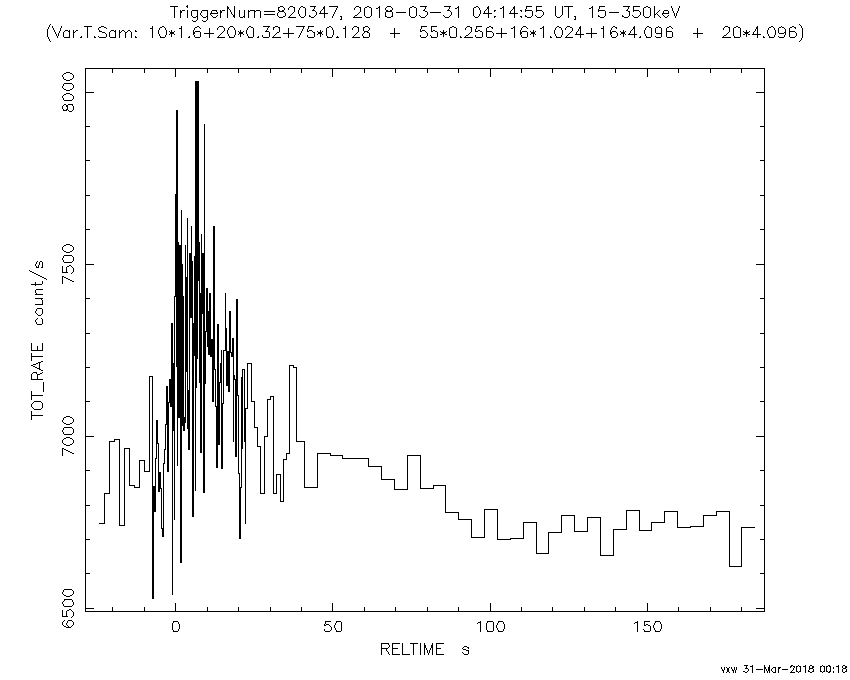 TriggerNum=820347, 2018-03-31 04:14:55 UT, 15-350keV
(Var.T.Sam: 10*1.6+20*0.32+75*0.128 + 55*0.256+16*1.024+16*4.096 + 20*4.096)
8000
7500
7000
6500
TOT_RATE count/s
0 50 100 150
RELTIME s
vxw 31-Mar-2018 00:18